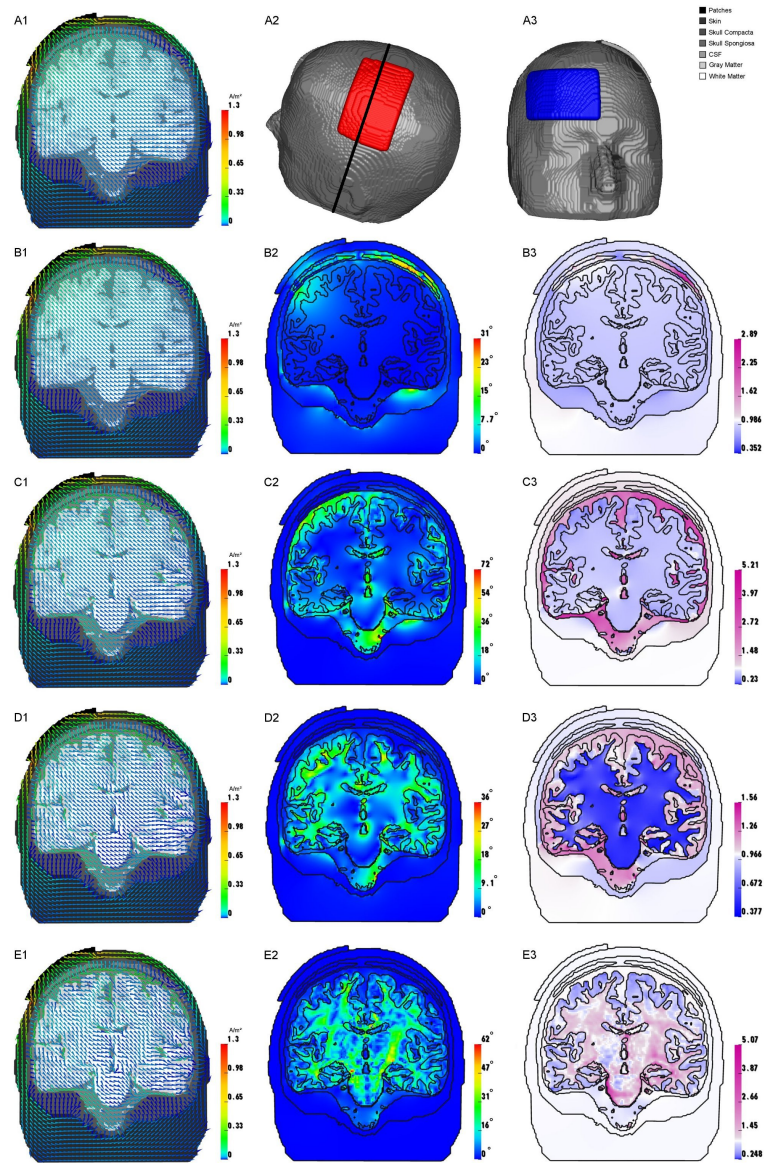 A1
A2
A3
Patches
Skin
Skull Compacta
Skull Spongiosa
CSF
Gray Matter
White Matter
A/m²
1.3
0.98
0.65
0.33
0
B1
B2
B3
A/m²
1.3
0.98
0.65
0.33
0
31°
23°
15°
7.7°
0°
2.89
2.25
1.62
0.986
0.352
C1
C2
C3
A/m²
1.3
0.98
0.65
0.33
0
72°
54°
36°
18°
0°
5.21
3.97
2.72
1.48
0.23
D1
D2
D3
A/m²
1.3
0.98
0.65
0.33
0
36°
27°
18°
9.1°
0°
1.56
1.26
0.966
0.672
0.377
E1
E2
E3
A/m²
1.3
0.98
0.65
0.33
0
62°
47°
31°
16°
0°
5.07
3.87
2.66
1.45
0.248